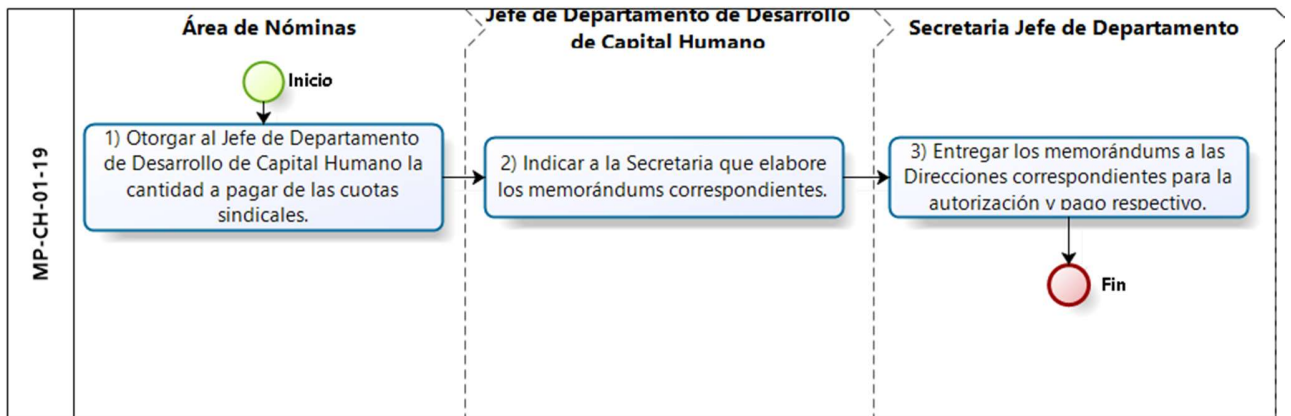 MP-CH-01-19
Área de Nóminas
Jefe de Departamento de Desarrollo
de Capital Humano
Secretaria Jefe de Departamento
Inicio
1) Otorgar al Jefe de Departamento
de Desarrollo de Capital Humano la
cantidad a pagar de las cuotas
sindicales.
2) Indicar a la Secretaria que elabore
los memorándums correspondientes.
3) Entregar los memorándums a las
Direcciones correspondientes para la
autorización y pago respectivo.
Fin